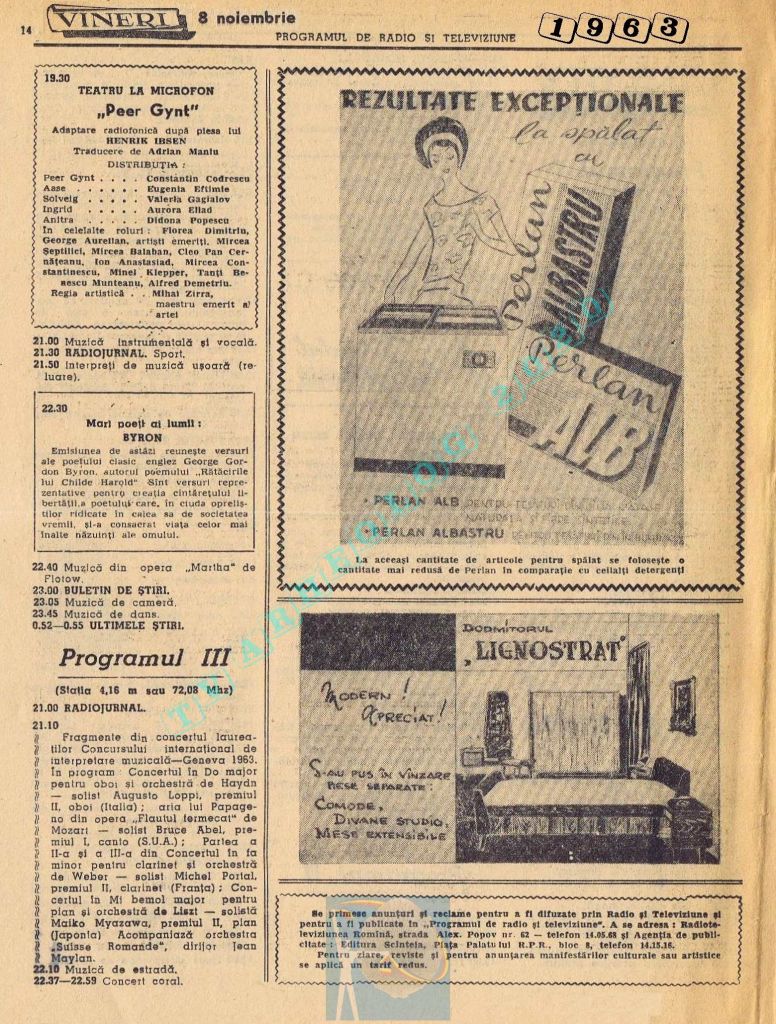 14
VINERI 8 noiembrie
PROGRAMUL DE RADIO SI TELEVIZIUNE
1963
19.30
TEATRU LA MICROFON
„Peer Gynt"
Adaptare radiofonică după piesa lui
HENRIK IBSEN
Traducere de Adrian Maniu
DISTRIBUȚIA :
Peer Gynt . . . . Constantin Codrescu
Aase . . . . . . Eugenia Eftimie
Solveig . . . . . Valeria Gagialov
Ingrid . . . . . Aurora Eliad
Anitra . . . . . Didona Popescu
În celelalte roluri : Florea Dimitriu,
George Aurelian, artiști emeriți, Mircea
Șeptilici, Mircea Balaban, Cleo Pan Cer-
nățeanu, Ion Anastasiad, Mircea Con-
stantinescu, Minel Klepper, Tanți Be-
nescu Munteanu, Alfred Demetriu.
Regia artistică . . Mihai Zirra,
maestru emerit al
artei
21.00 Muzică instrumentală și vocală.
21.30 RADIOJURNAL. Sport.
21.50 Interpreți de muzică ușoară (re-
luare).
22.30
Mari poeți ai lumii :
BYRON
Emisiunea de astăzi reunește versuri
ale poetului clasic englez George Gor-
don Byron, autorul poemului „Rătăcirile
lui Childe Harold" Sînt versuri repre-
zentative pentru creația cîntărețului li-
bertății, a poetului care, în ciuda opreliș-
tilor ridicate în calea sa de societatea
vremii, și-a consacrat viața celor mai
înalte năzuinți ale omului.
22.40 Muzică din opera „Martha" de
Flotow.
23.00 BULETIN DE ȘTIRI.
23.05 Muzică de cameră.
23.45 Muzică de dans.
0.52—0.55 ULTIMELE ȘTIRI.
Programul III
(Stația 4,16 m sau 72,08 Mhz)
21.00 RADIOJURNAL.
21.10
Fragmente din concertul laurea-
ților Concursului internațional de
interpretare muzicală—Geneva 1963.
În program : Concertul în Do major
pentru oboi și orchestră de Haydn
— solist Augusto Loppi, premiul
II, oboi (Italia) ; aria lui Papage-
no din opera „Flautul fermecat" de
Mozart — solist Bruce Abel, pre-
miul I, canto (S.U.A.) ; Partea a
II-a și a III-a din Concertul în fa
minor pentru clarinet și orchestră
de Weber — solist Michel Portal,
premiul II, clarinet (Franța) ; Con-
certul în Mi bemol major pentru
pian și orchestră de Liszt — solistă
Maiko Myazawa, premiul II, pian
(Japonia) Acompaniază orchestra
„Suisse Romande", dirijor Jean
Maylan.
22.10 Muzică de estradă.
22.37—22.59 Concert coral.
REZULTATE EXCEPȚIONALE
la spălat
cu
Perlan
ALBASTRU
Perlan
ALB
• PERLAN ALB PENTRU
• PERLAN ALBASTRU PENTRU
La aceeași cantitate de articole pentru spălat se folosește o
cantitate mai redusă de Perlan în comparație cu ceilalți detergenți
DORMITORUL
„LIGNOSTRAT"
MODERN !
APRECIAT!
S-AU PUS ÎN VÎNZARE
PIESE SEPARATE :
COMODE,
DIVANE STUDIO,
MESE EXTENSIBILE
Se primesc anunțuri și reclame pentru a fi difuzate prin Radio și Televiziune și
pentru a fi publicate în „Programul de radio și televiziune". A se adresa : Radiote-
leviziunea Romînă, strada Alex. Popov nr. 62 — telefon 14.05.68 și Agenția de publi-
citate : Editura Scînteia, Piața Palatului R.P.R., bloc 8, telefon 14.15.16.
Pentru ziare, reviste și pentru anunțarea manifestărilor culturale sau artistice
se aplică un tarif redus.